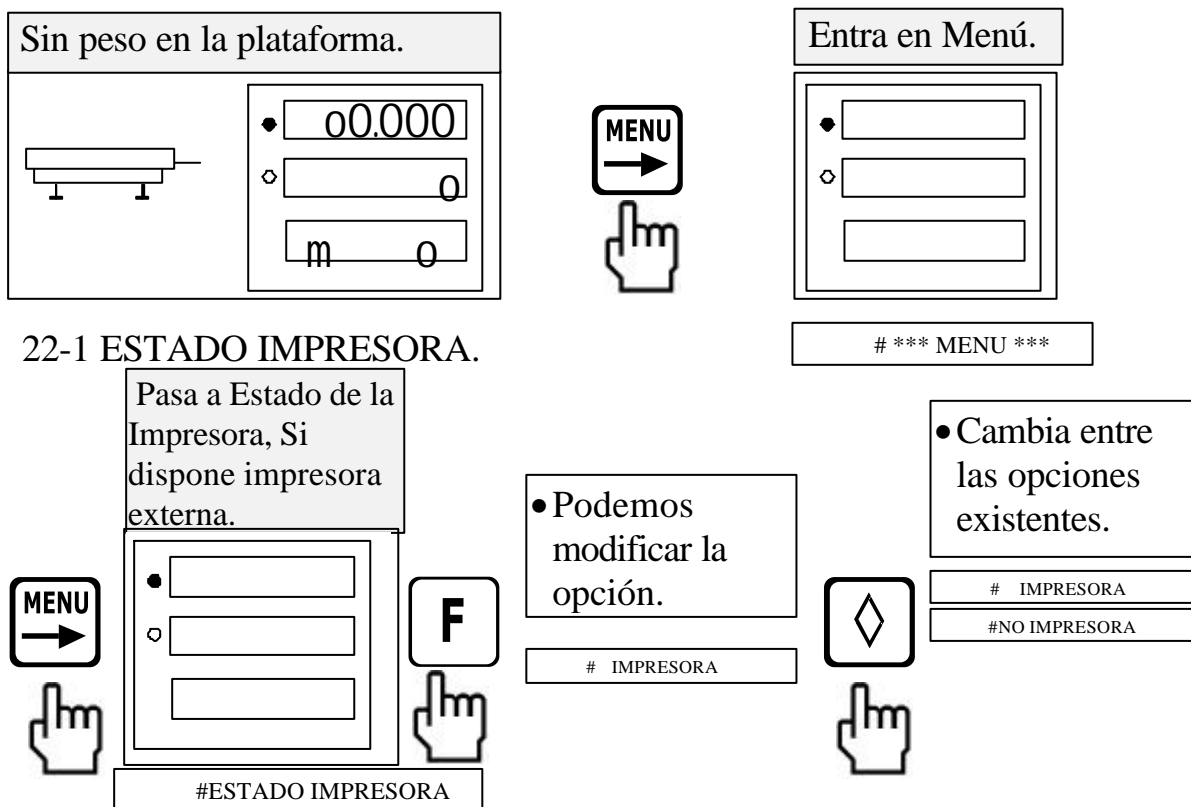 Sin peso en la plataforma.
o0.000
o
m o
MENU
Entra en Menú.
# *** MENU ***
22-1 ESTADO IMPRESORA.
Pasa a Estado de la
Impresora, Si
dispone impresora
externa.
MENU
#ESTADO IMPRESORA
F
• Podemos
modificar la
opción.
# IMPRESORA
• Cambia entre
las opciones
existentes.
# IMPRESORA
#NO IMPRESORA